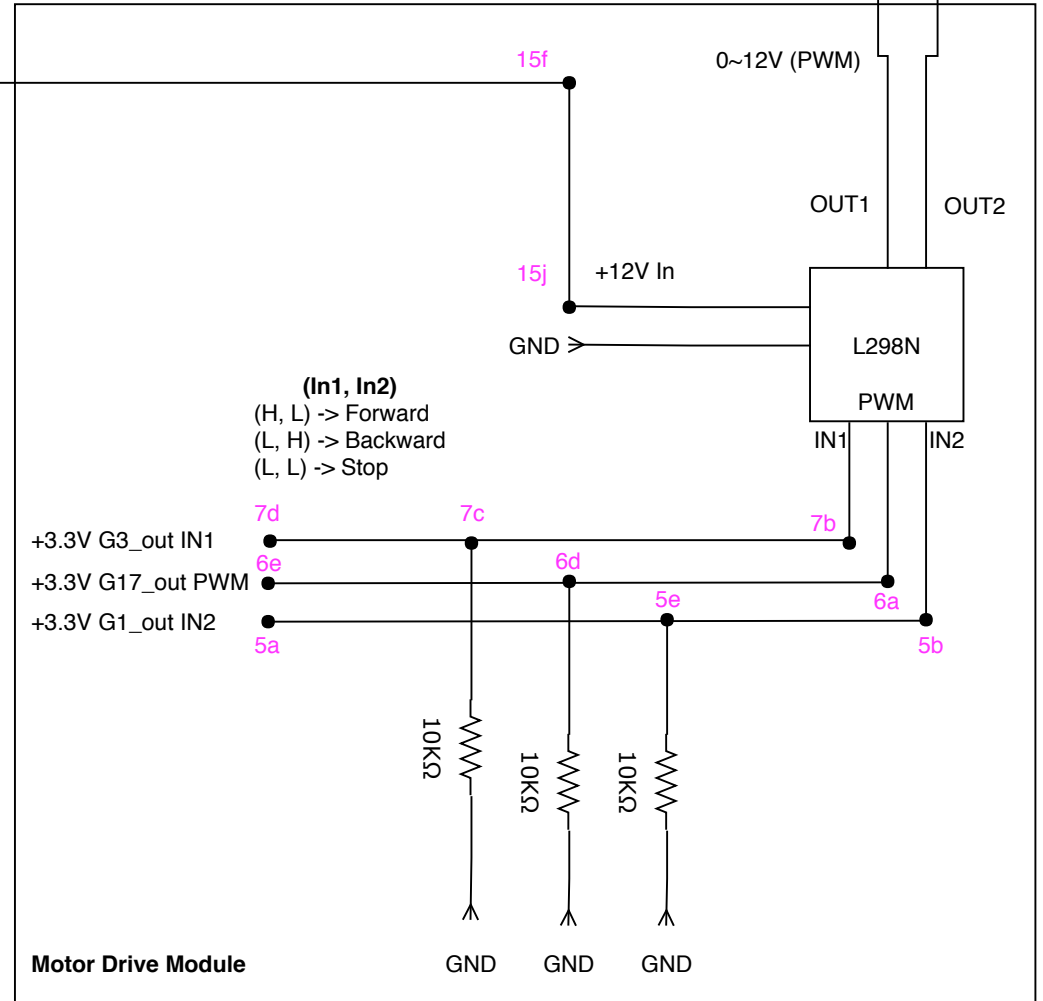 15f
0~12V (PWM)
OUT1
OUT2
15j
+12V In
GND
L298N
PWM
IN1
IN2
(In1, In2)
(H, L) -> Forward
(L, H) -> Backward
(L, L) -> Stop
7d
7c
7b
+3.3V G3_out IN1
6e
6d
+3.3V G17_out PWM
5e
6a
+3.3V G1_out IN2
5a
5b
10KΩ
10KΩ
10KΩ
Motor Drive Module
GND
GND
GND